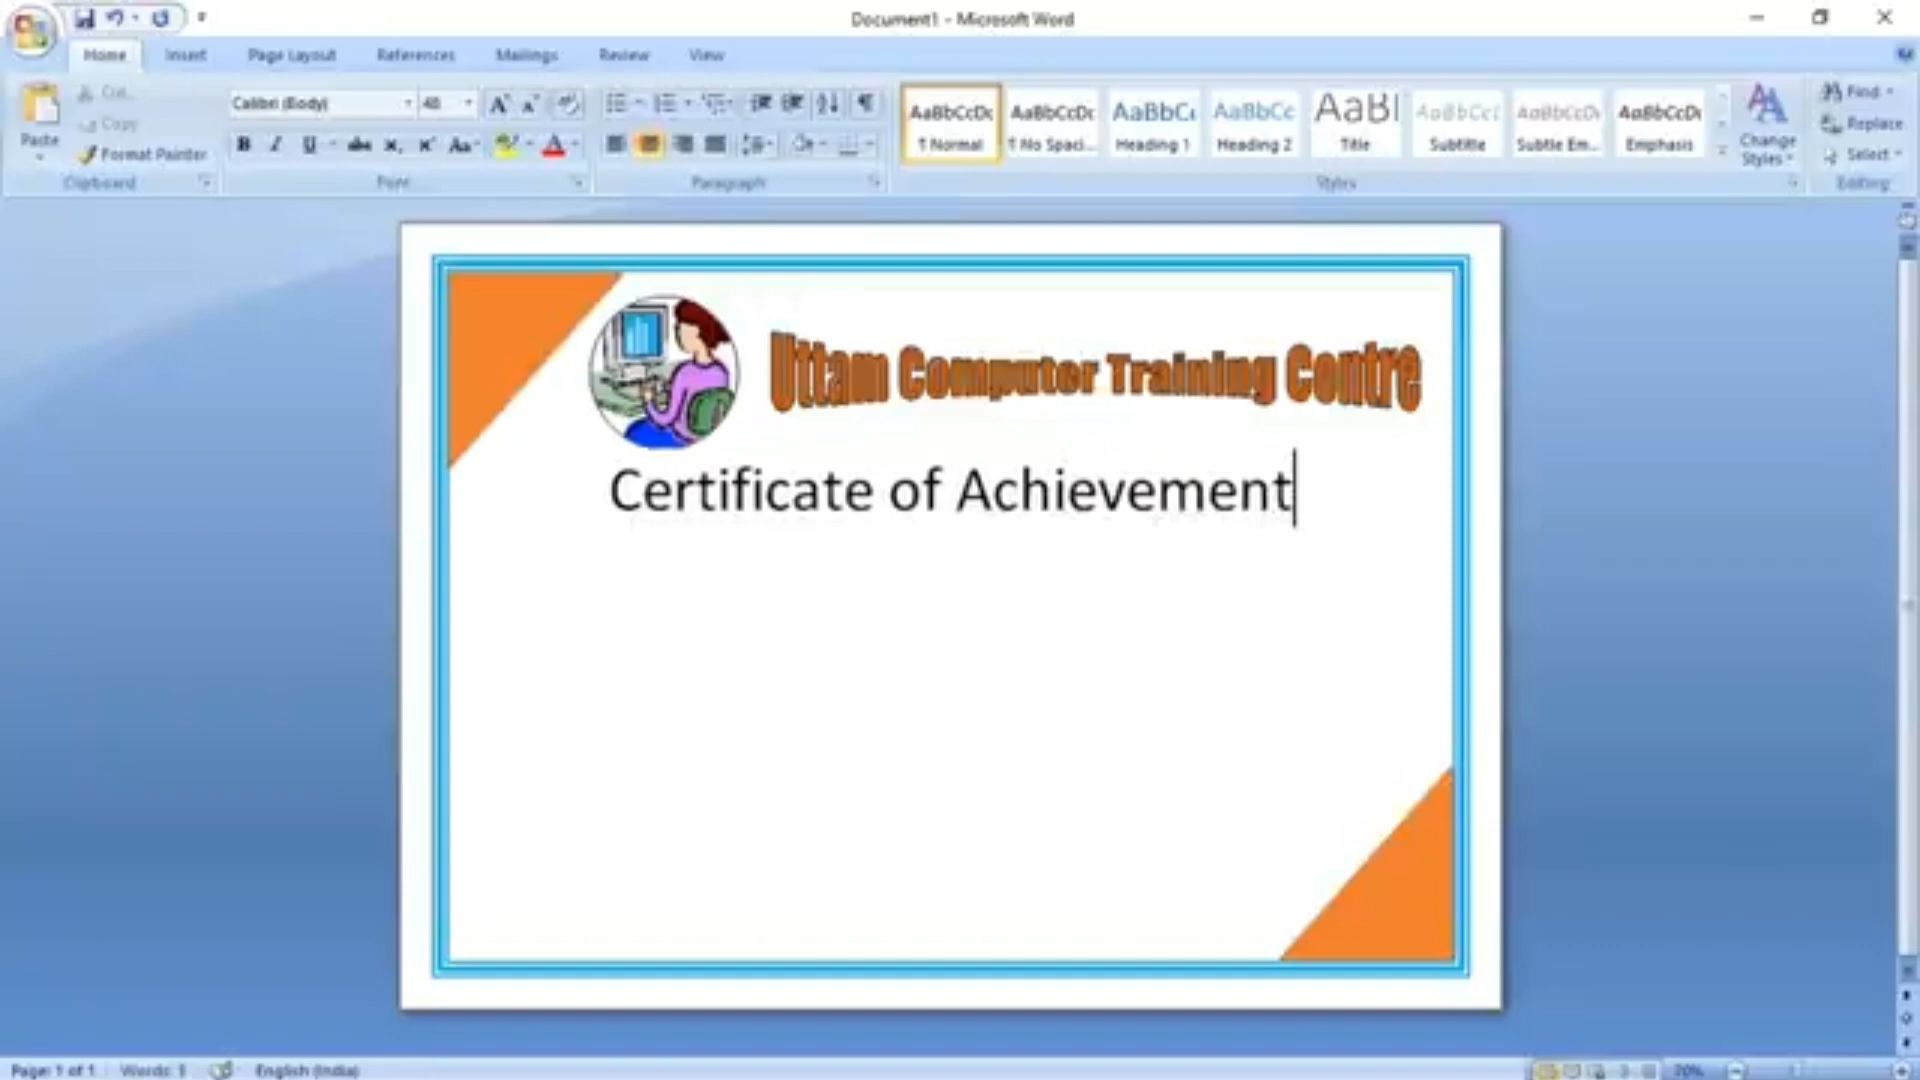 Document1 - Microsoft Word
Home Insert Page Layout References Mailings Review View
Paste
Cut
Copy
Format Painter
Clipboard
Calibri (Body) 48
Font
Paragraph
AaBbCcDc AaBbCcDc AaBbCc AaBbCc AaBl AaBbCcI AaBbCcDi AaBbCcDi
¶ Normal ¶ No Spaci... Heading 1 Heading 2 Title Subtitle Subtle Em... Emphasis
Styles
Change Styles
Find
Replace
Select
Editing
Uttam Computer Training Centre
Certificate of Achievement
Page: 1 of 1 English (India) 70%